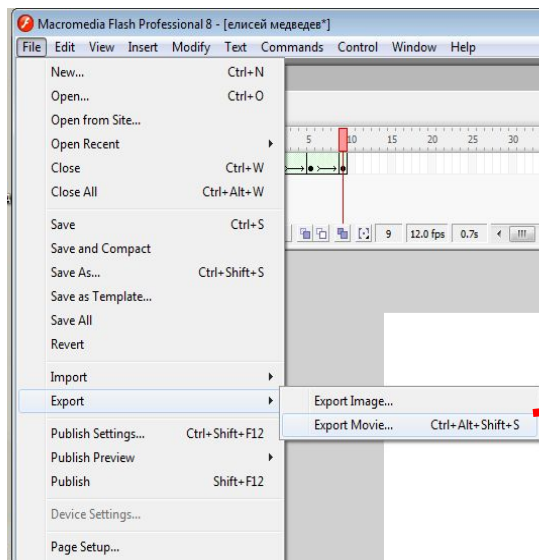 Macromedia Flash Professional 8 - [елисей медведев*]
File Edit View Insert Modify Text Commands Control Window Help
New... Ctrl+N
Open... Ctrl+O
Open from Site...
Open Recent
5 10 15 20 25 30
Close Ctrl+W
Close All Ctrl+Alt+W
Save Ctrl+S
9 12.0 fps 0.7s
Save and Compact
Save As... Ctrl+Shift+S
Save as Template...
Save All
Revert
Import
Export
Export Image...
Export Movie... Ctrl+Alt+Shift+S
Publish Settings... Ctrl+Shift+F12
Publish Preview
Publish Shift+F12
Device Settings...
Page Setup...